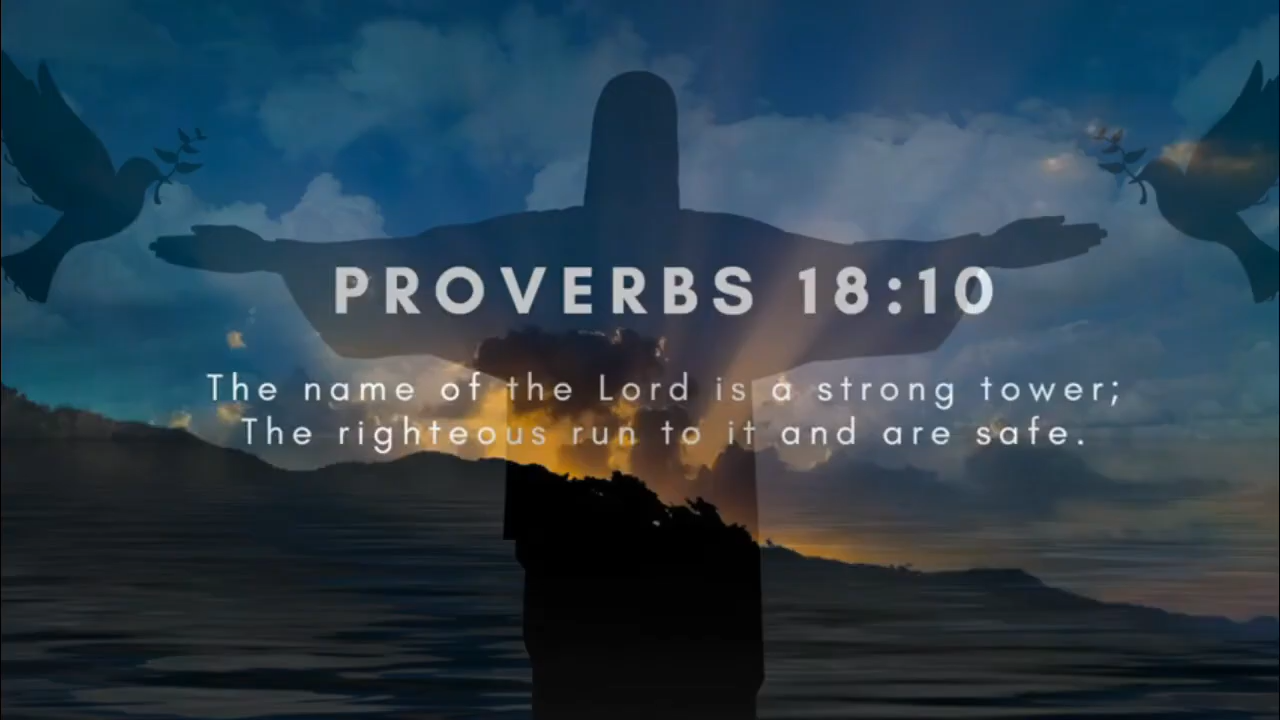 PROVERBS 18:10
The name of the Lord is a strong tower;
The righteous run to it and are safe.